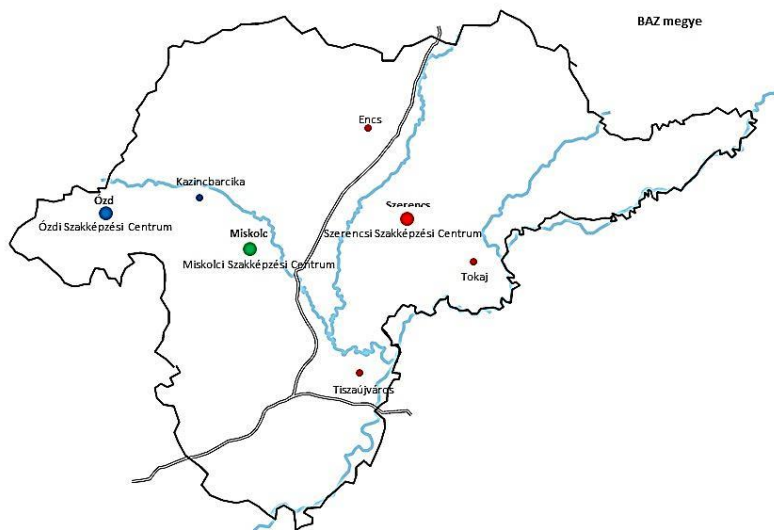 BAZ megye
Encs
Kazincbarcika
Ózd
Ózdi Szakképzési Centrum
Szerencs
Szerencsi Szakképzési Centrum
Miskolc
Miskolci Szakképzési Centrum
Tokaj
Tiszaújváros